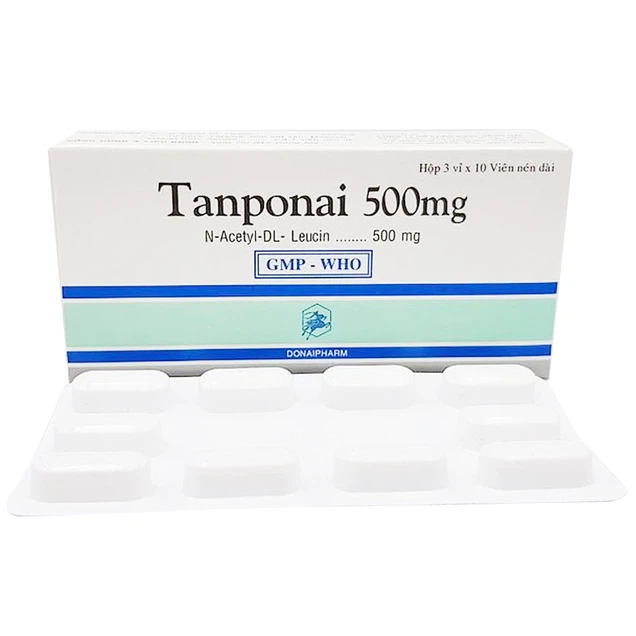 Hộp 3 vỉ x 10 Viên nén dài
Tanponai 500mg
N-Acetyl-DL- Leucin ........ 500 mg
GMP - WHO
DONAIPHARM